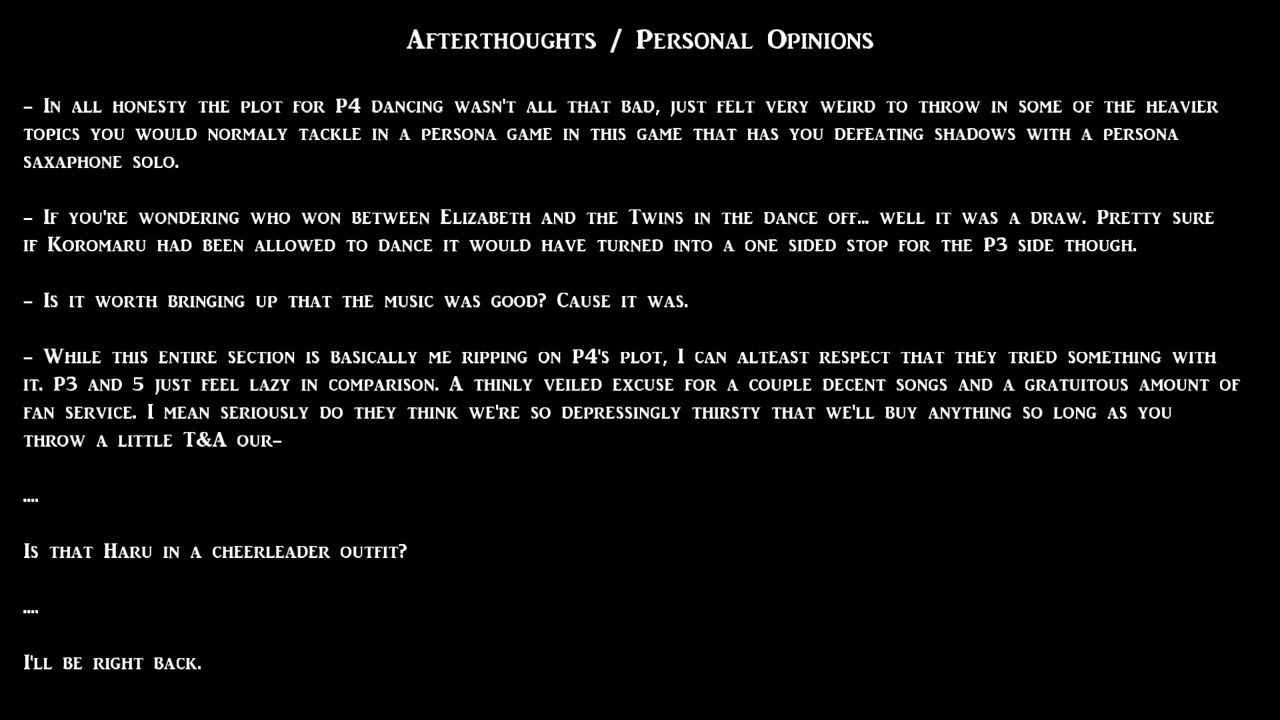 Afterthoughts / Personal Opinions
- In all honesty the plot for P4 dancing wasn't all that bad, just felt very weird to throw in some of the heavier
topics you would normaly tackle in a persona game in this game that has you defeating shadows with a persona
saxaphone solo.
- If you're wondering who won between Elizabeth and the Twins in the dance off... well it was a draw. Pretty sure
if Koromaru had been allowed to dance it would have turned into a one sided stop for the P3 side though.
- Is it worth bringing up that the music was good? Cause it was.
- While this entire section is basically me ripping on P4's plot, I can alteast respect that they tried something with
it. P3 and 5 just feel lazy in comparison. A thinly veiled excuse for a couple decent songs and a gratuitous amount of
fan service. I mean seriously do they think we're so depressingly thirsty that we'll buy anything so long as you
throw a little T&A our-
....
Is that Haru in a cheerleader outfit?
....
I'll be right back.